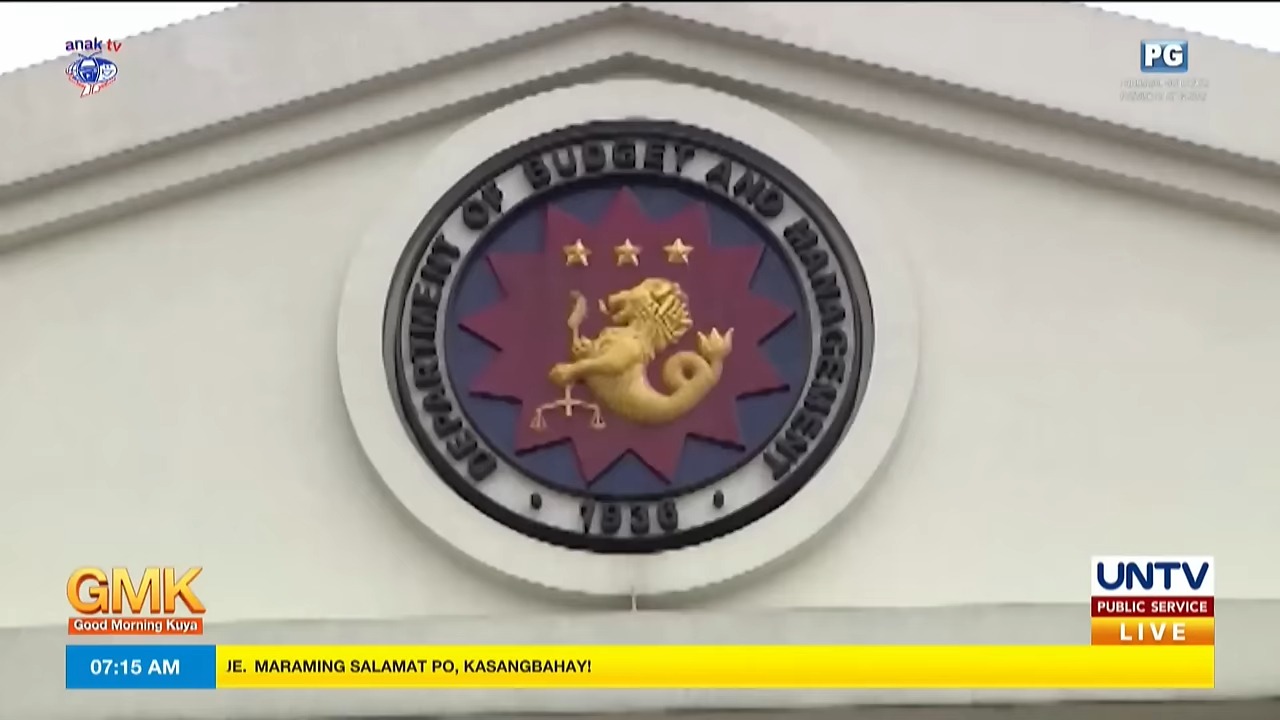 anak tv
PG
DEPARTMENT OF BUDGET AND MANAGEMENT
1936
GMK
Good Morning Kuya
UNTV
PUBLIC SERVICE
LIVE
07:15 AM
JE. MARAMING SALAMAT PO, KASANGBAHAY!